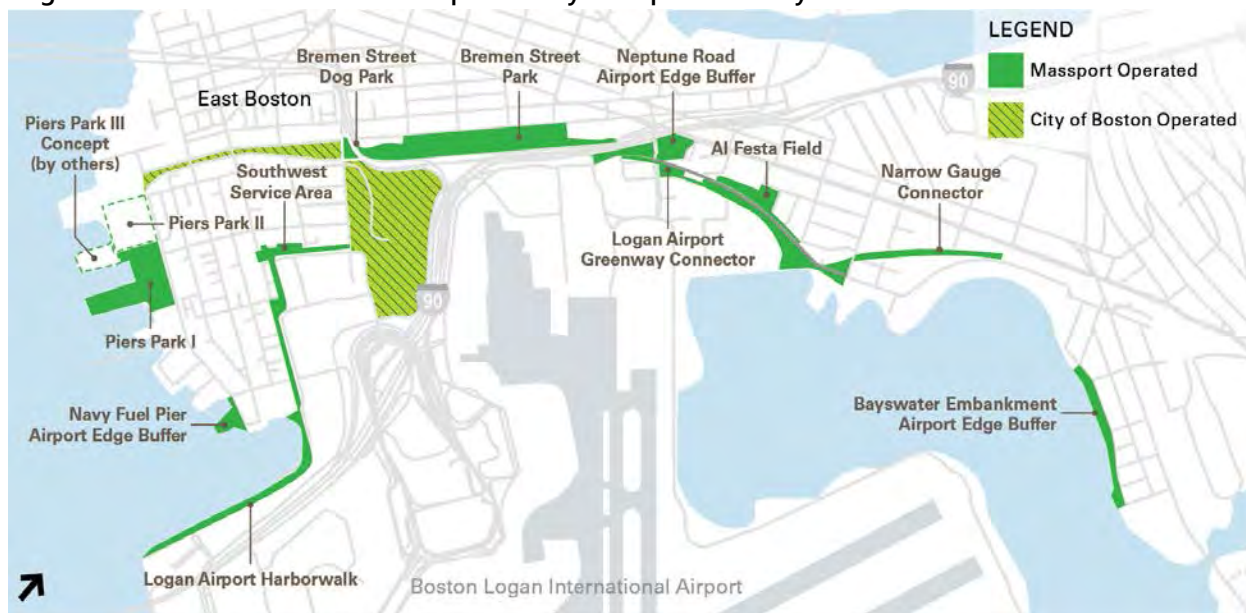 LEGEND
Massport Operated
City of Boston Operated
Bremen Street
Dog Park
Bremen Street
Park
Neptune Road
Airport Edge Buffer
90
East Boston
Piers Park III
Concept
(by others)
Southwest
Service Area
Al Festa Field
Narrow Gauge
Connector
Piers Park II
Logan Airport
Greenway Connector
90
Piers Park I
Navy Fuel Pier
Airport Edge Buffer
Bayswater Embankment
Airport Edge Buffer
Logan Airport Harborwalk
Boston Logan International Airport